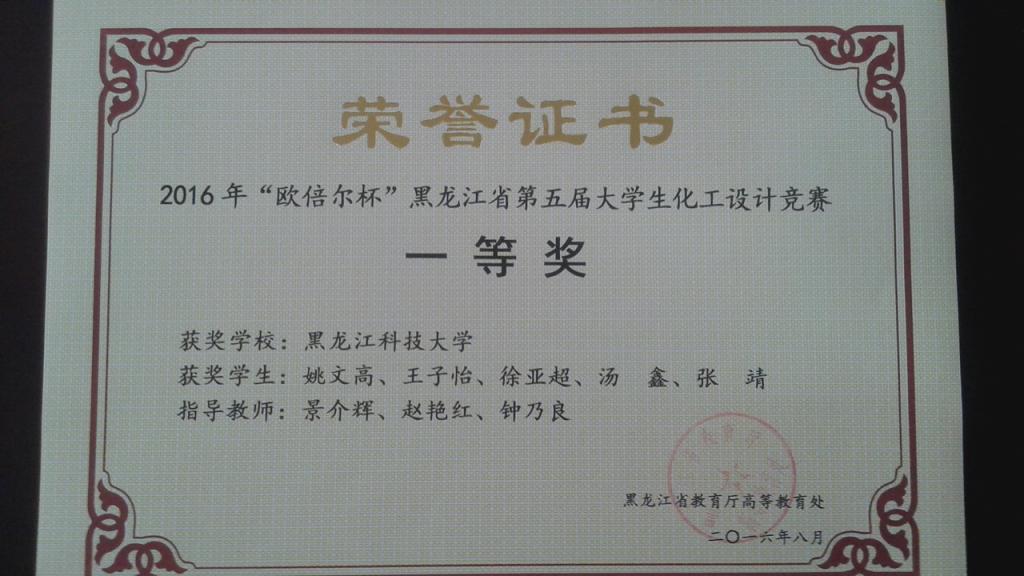 荣誉证书
2016年“欧倍尔杯”黑龙江省第五届大学生化工设计竞赛
一等奖
获奖学校：黑龙江科技大学
获奖学生：姚文高、王子怡、徐亚超、汤　鑫、张　靖
指导教师：景介辉、赵艳红、钟乃良
黑龙江省教育厅高等教育处
二〇一六年八月